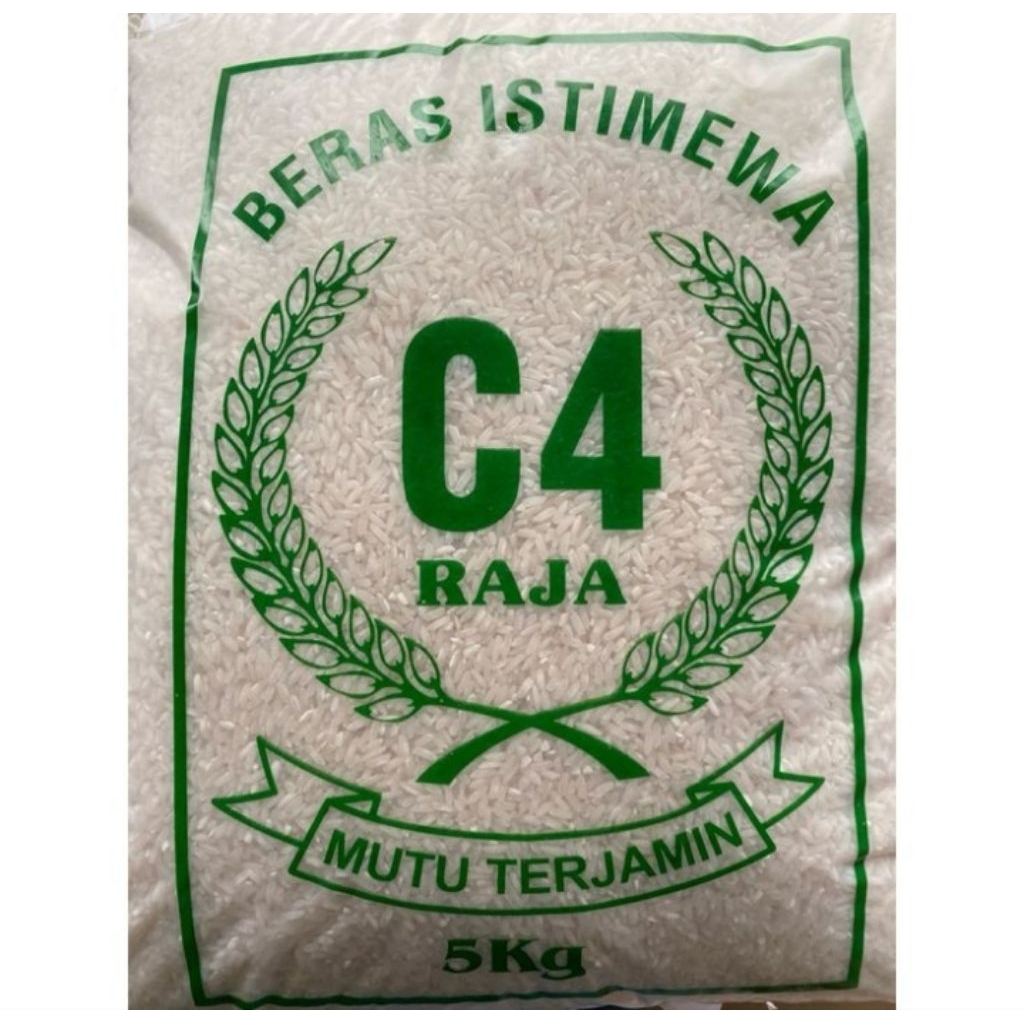 BERAS ISTIMEWA
C4
RAJA
MUTU TERJAMIN
5Kg